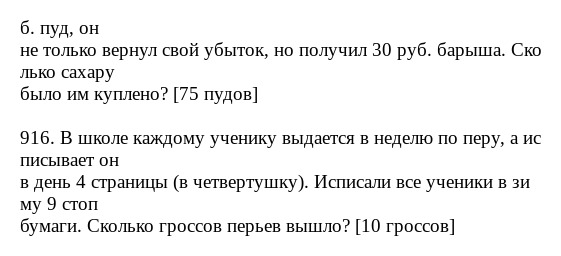 б. пуд, он
не только вернул свой убыток, но получил 30 руб. барыша. Ско
лько сахару
было им куплено? [75 пудов]
916. В школе каждому ученику выдается в неделю по перу, а ис
писывает он
в день 4 страницы (в четвертушку). Исписали все ученики в зи
му 9 стоп
бумаги. Сколько гроссов перьев вышло? [10 гроссов]